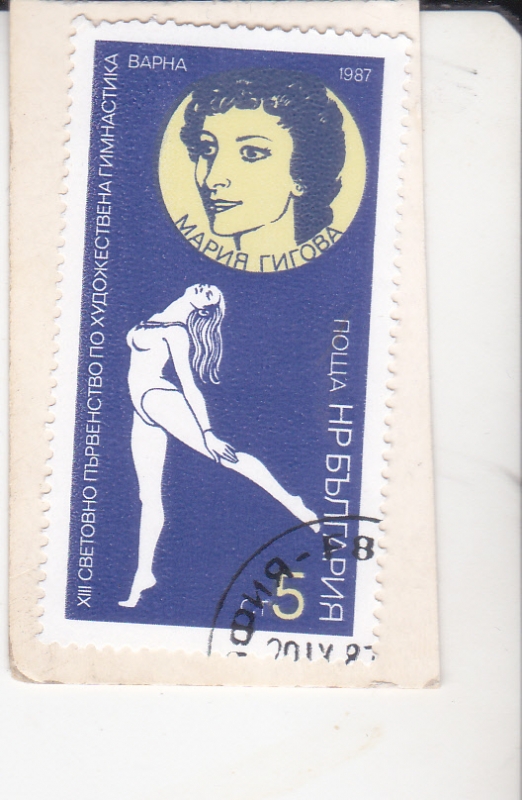 XIII СВЕТОВНО ПЪРВЕНСТВО ПО ХУДОЖЕСТВЕНА ГИМНАСТИКА
ВАРНА
1987
МАРИЯ ГИГОВА
ПОЩА НР БЪЛГАРИЯ
5